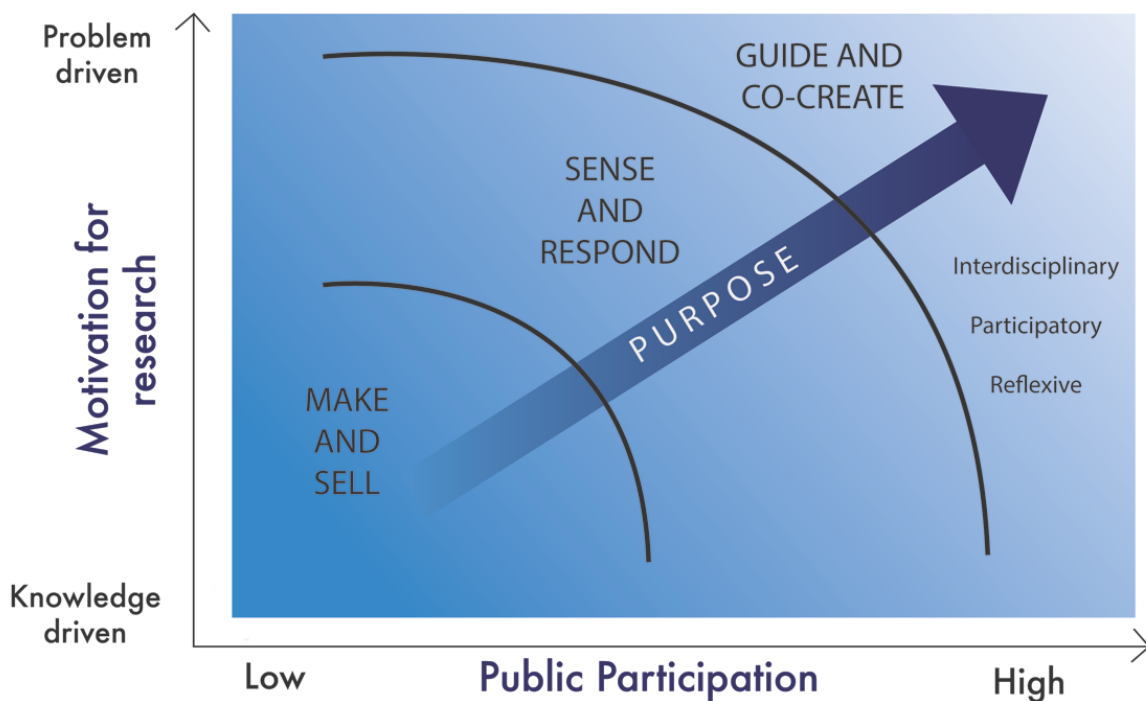 Problem
driven
GUIDE AND
CO-CREATE
SENSE
AND
RESPOND
Motivation for
research
PURPOSE
Interdisciplinary
Participatory
Reflexive
MAKE
AND
SELL
Knowledge
driven
Low
Public Participation
High